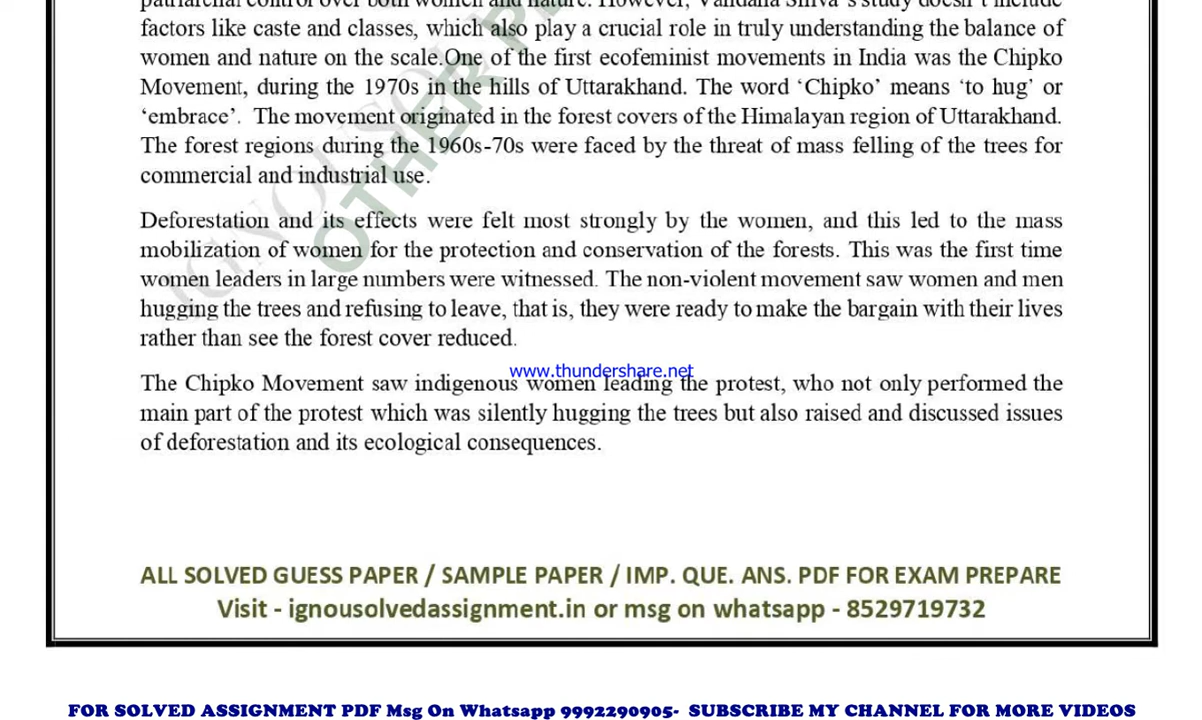 patriarchal control over both women and nature. However, Vandana Shiva's study doesn't include
factors like caste and classes, which also play a crucial role in truly understanding the balance of
women and nature on the scale.One of the first ecofeminist movements in India was the Chipko
Movement, during the 1970s in the hills of Uttarakhand. The word ‘Chipko’ means ‘to hug’ or
‘embrace’. The movement originated in the forest covers of the Himalayan region of Uttarakhand.
The forest regions during the 1960s-70s were faced by the threat of mass felling of the trees for
commercial and industrial use.
Deforestation and its effects were felt most strongly by the women, and this led to the mass
mobilization of women for the protection and conservation of the forests. This was the first time
women leaders in large numbers were witnessed. The non-violent movement saw women and men
hugging the trees and refusing to leave, that is, they were ready to make the bargain with their lives
rather than see the forest cover reduced.
www.thundershare.net
The Chipko Movement saw indigenous women leading the protest, who not only performed the
main part of the protest which was silently hugging the trees but also raised and discussed issues
of deforestation and its ecological consequences.
OTHER
ALL SOLVED GUESS PAPER / SAMPLE PAPER / IMP. QUE. ANS. PDF FOR EXAM PREPARE
Visit - ignousolvedassignment.in or msg on whatsapp - 8529719732
FOR SOLVED ASSIGNMENT PDF Msg On Whatsapp 9992290905- SUBSCRIBE MY CHANNEL FOR MORE VIDEOS